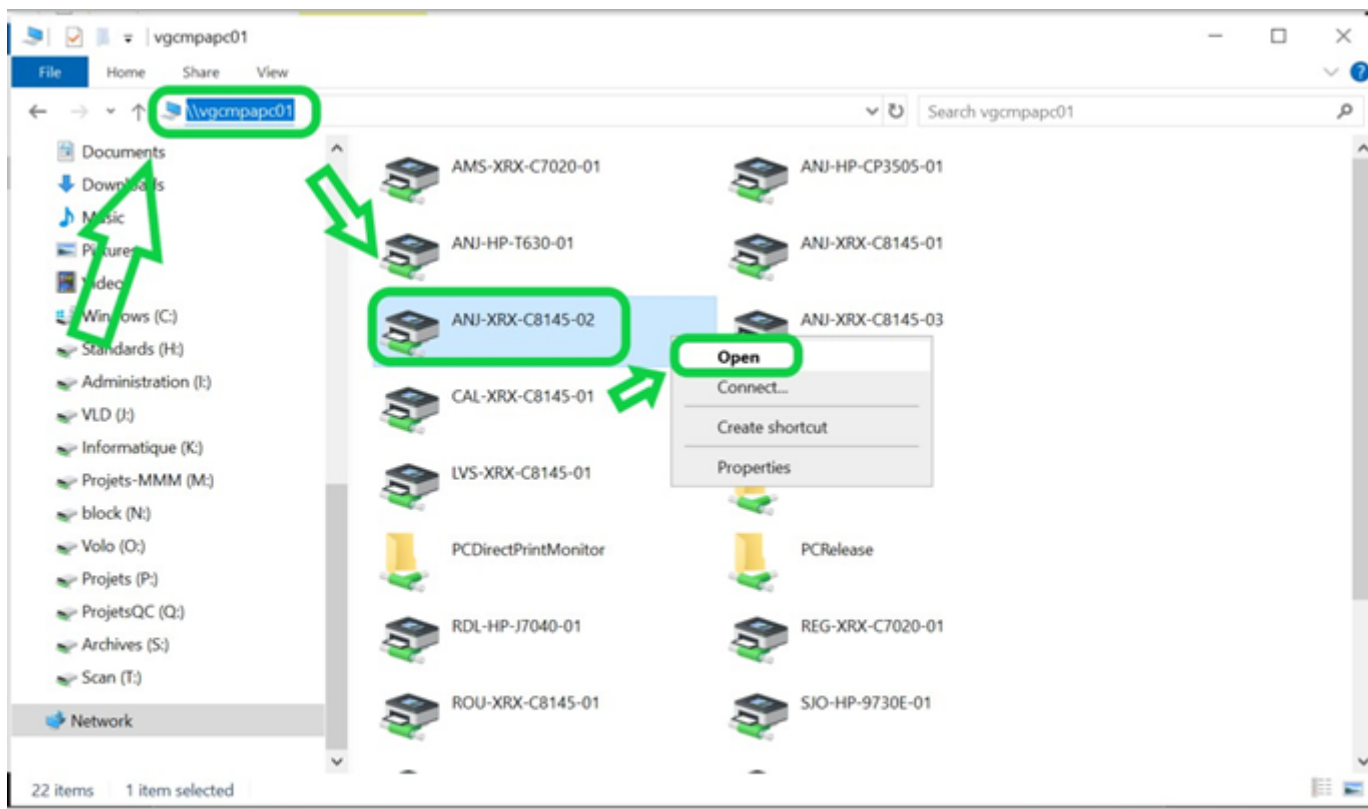 vgcmpapc01
File Home Share View
\\vgcmpapc01
Search vgcmpapc01
Documents
Downloads
Music
Pictures
Videos
Windows (C:)
Standards (H:)
Administration (I:)
VLD (J:)
Informatique (K:)
Projets-MMM (M:)
block (N:)
Volo (O:)
Projets (P:)
ProjetsQC (Q:)
Archives (S:)
Scan (T:)
Network
AMS-XRX-C7020-01 ANJ-HP-CP3505-01
ANJ-HP-T630-01 ANJ-XRX-C8145-01
ANJ-XRX-C8145-02 ANJ-XRX-C8145-03
CAL-XRX-C8145-01
LVS-XRX-C8145-01
PCDirectPrintMonitor PCRelease
RDL-HP-J7040-01 REG-XRX-C7020-01
ROU-XRX-C8145-01 SJO-HP-9730E-01
Open
Connect...
Create shortcut
Properties
22 items 1 item selected